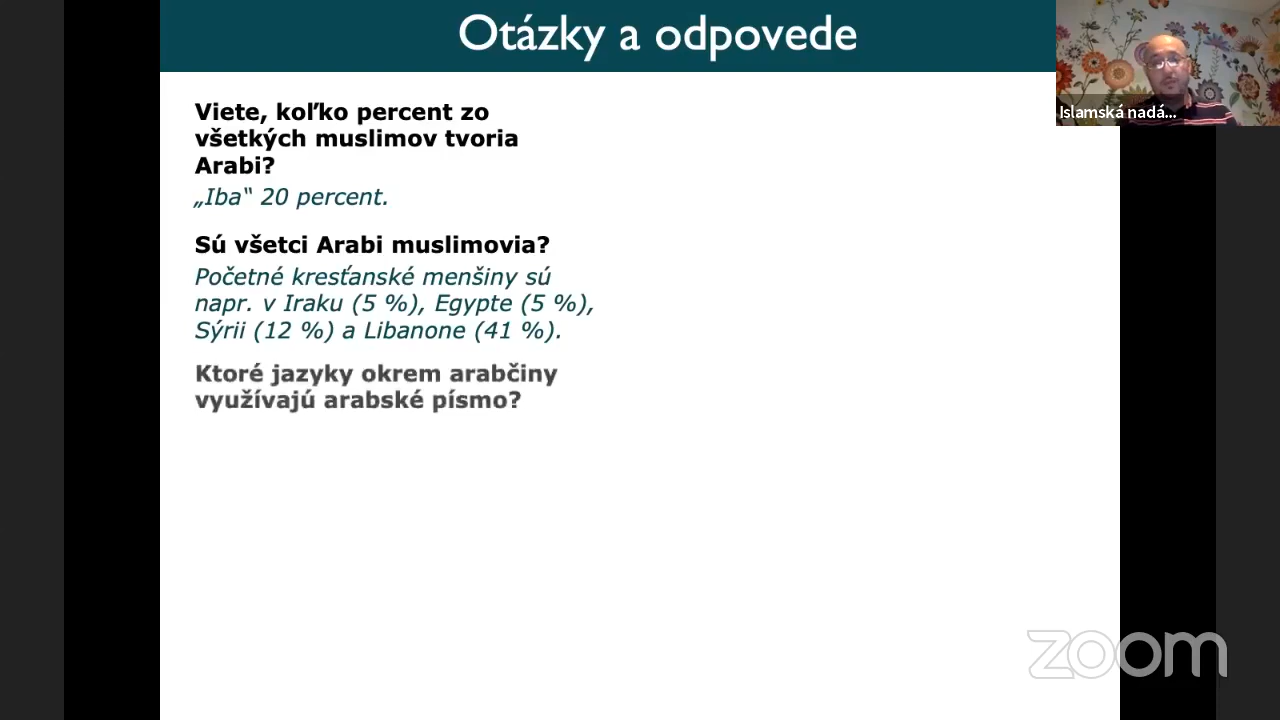 Otázky a odpovede
Islamská nadá...
Viete, koľko percent zo
všetkých muslimov tvoria
Arabi?
„Iba“ 20 percent.
Sú všetci Arabi muslimovia?
Početné kresťanské menšiny sú
napr. v Iraku (5 %), Egypte (5 %),
Sýrii (12 %) a Libanone (41 %).
Ktoré jazyky okrem arabčiny
využívajú arabské písmo?
zoom